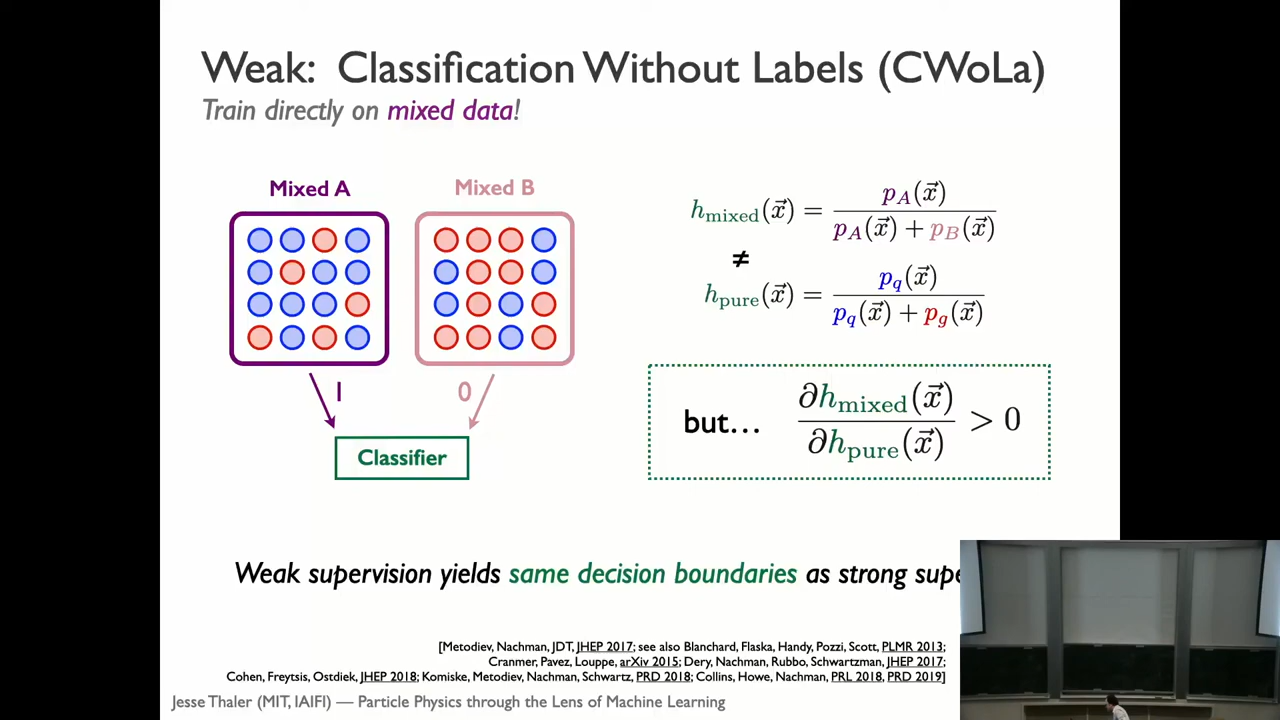 Weak: Classification Without Labels (CWoLa)
Train directly on mixed data!
Mixed A
Mixed B
1
0
Classifier
h_mixed(x⃗) = p_A(x⃗) / (p_A(x⃗) + p_B(x⃗))
≠
h_pure(x⃗) = p_q(x⃗) / (p_q(x⃗) + p_g(x⃗))
but… ∂h_mixed(x⃗) / ∂h_pure(x⃗) > 0
Weak supervision yields same decision boundaries as strong supe
[Metodiev, Nachman, JDT, JHEP 2017; see also Blanchard, Flaska, Handy, Pozzi, Scott, PLMR 2013;
Cranmer, Pavez, Louppe, arXiv 2015; Dery, Nachman, Rubbo, Schwartzman, JHEP 2017;
Cohen, Freytsis, Ostdiek, JHEP 2018; Komiske, Metodiev, Nachman, Schwartz, PRD 2018; Collins, Howe, Nachman, PRL 2018, PRD 2019]
Jesse Thaler (MIT, IAIFI) — Particle Physics through the Lens of Machine Learning